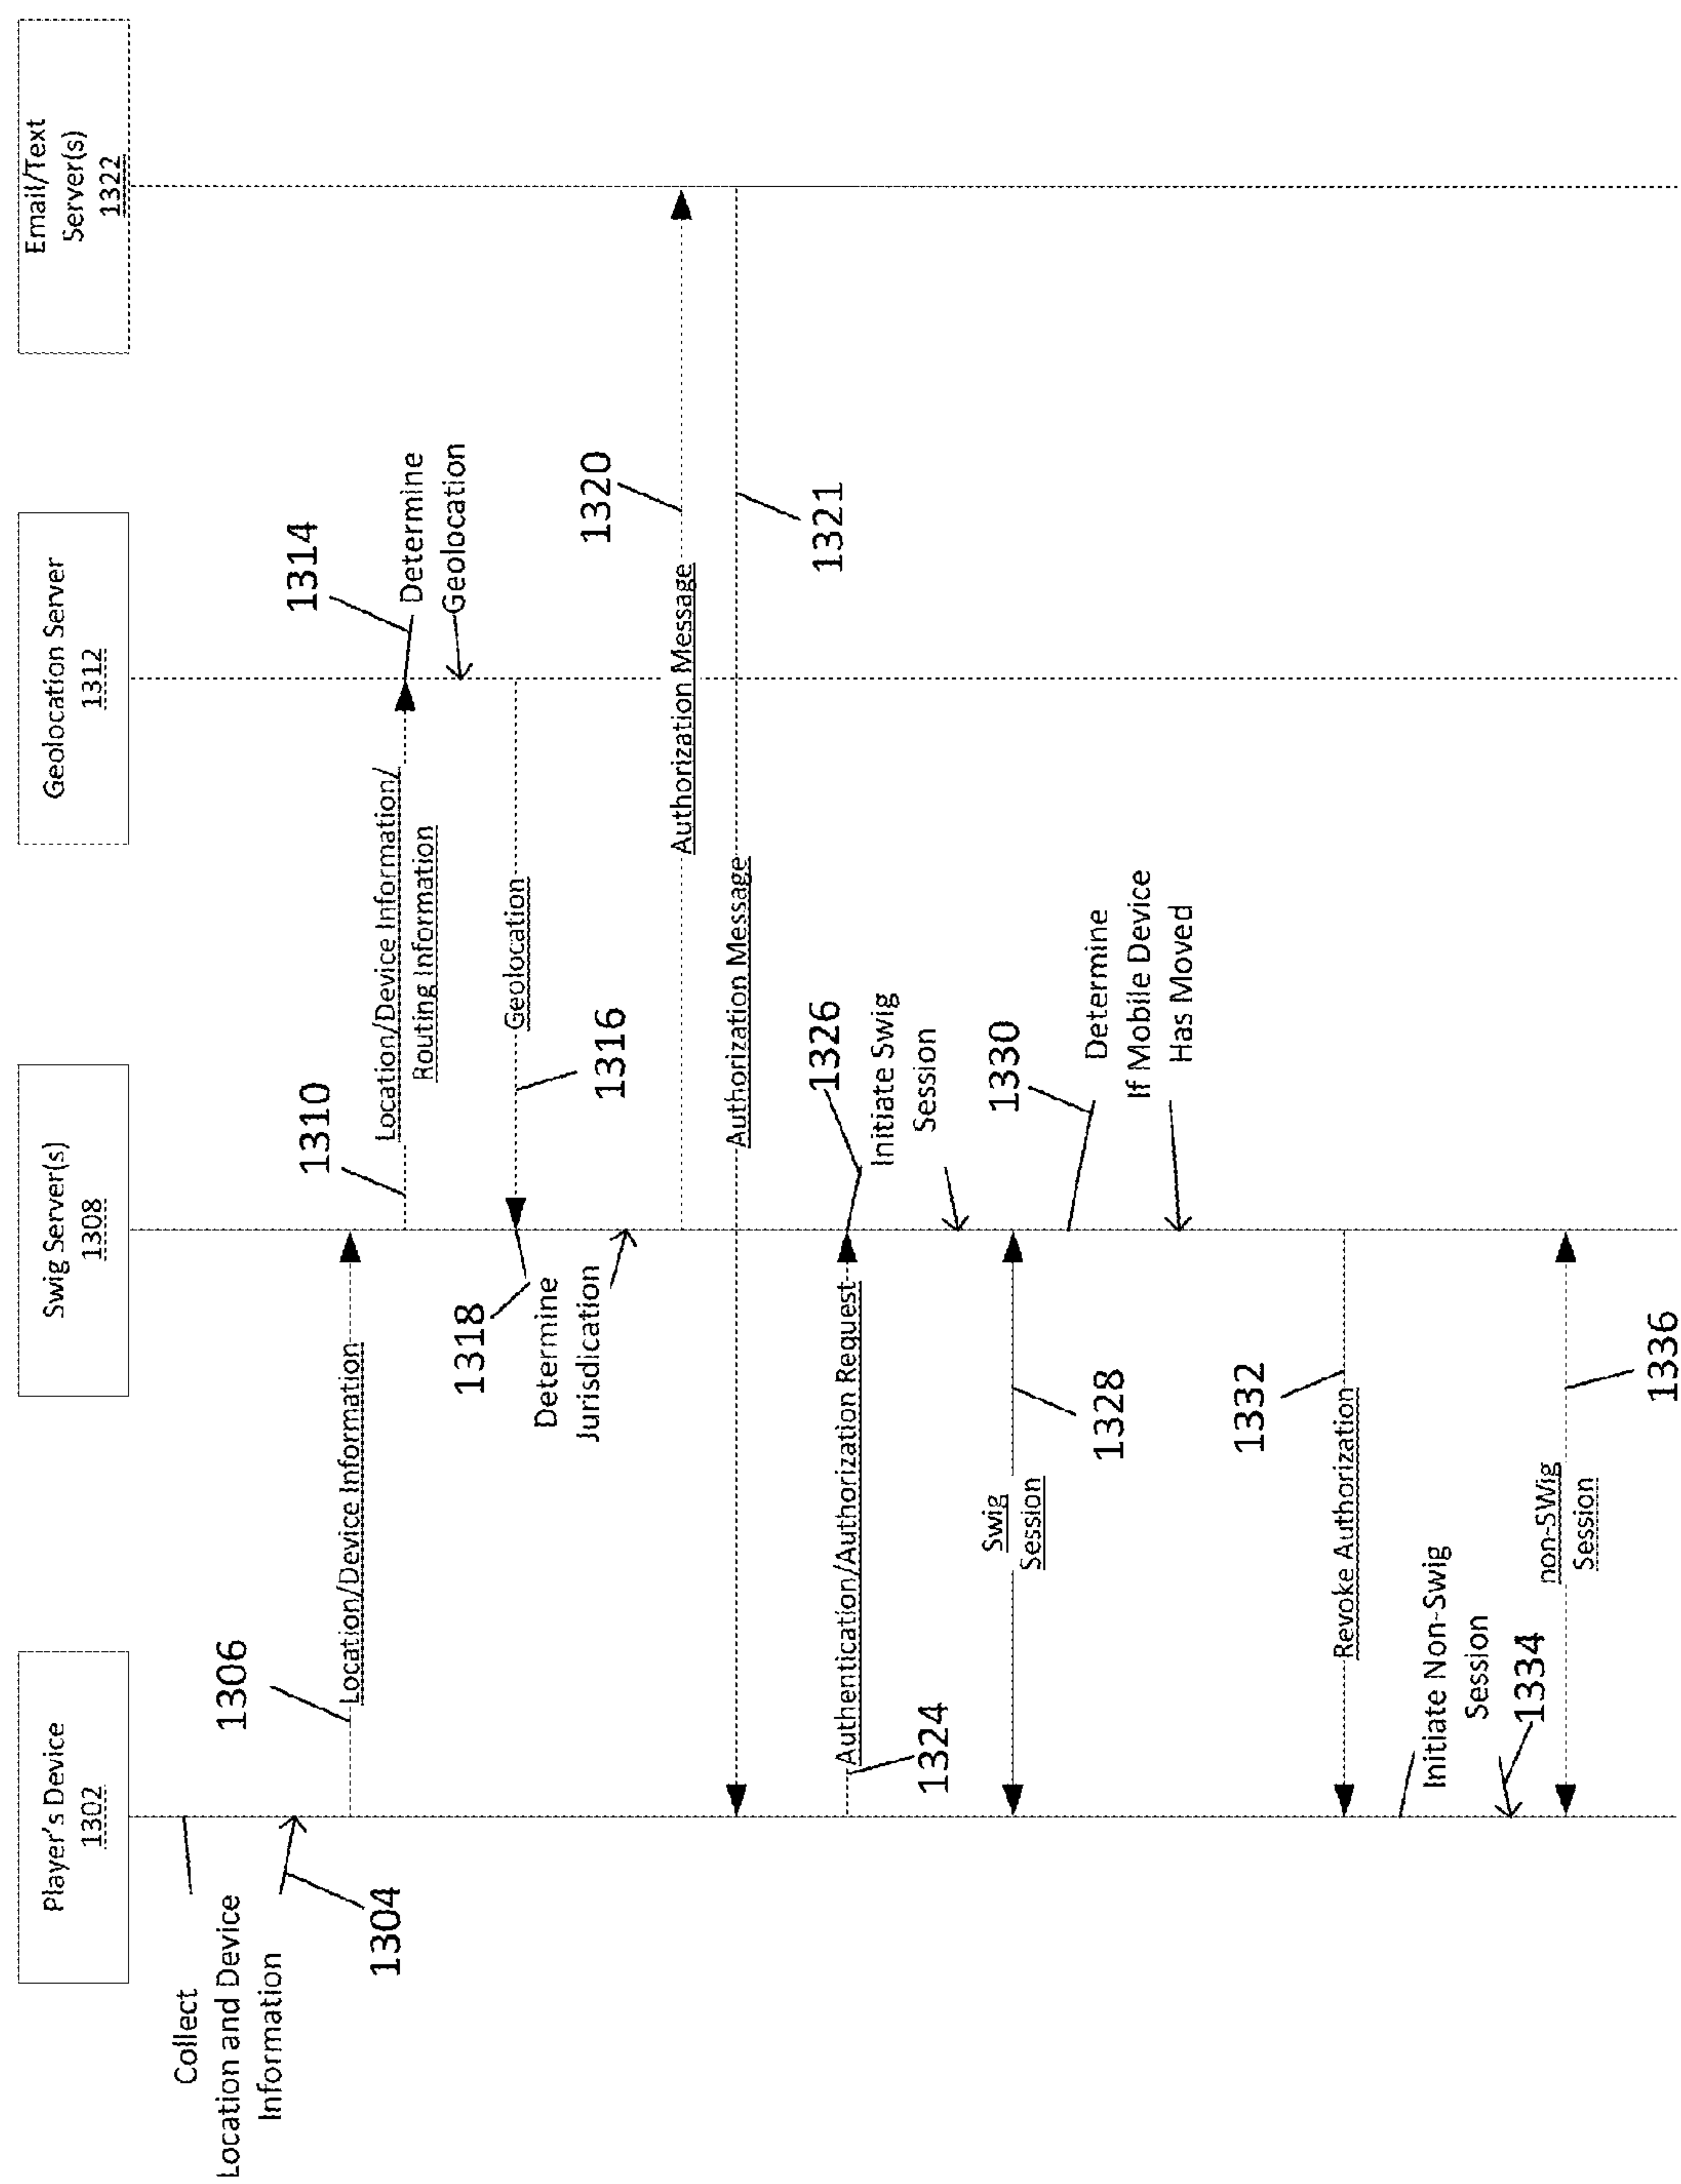 Player's Device
1302
Swig Server(s)
1308
Geolocation Server
1312
Email/Text
Server(s)
1322
Collect
Location and Device
Information
1304
1306
Location/Device Information
1310
Location/Device Information/
Routing Information
1314
Determine
Geolocation
Geolocation
1316
1318
Determine
Jurisdication
1320
Authorization Message
Authorization Message
1321
Authentication/Authorization Request
1324
1326
Initiate Swig
Session
Swig
Session
1328
1330
Determine
If Mobile Device
Has Moved
1332
Revoke Authorization
Initiate Non-Swig
Session
1334
non-SWig
Session
1336